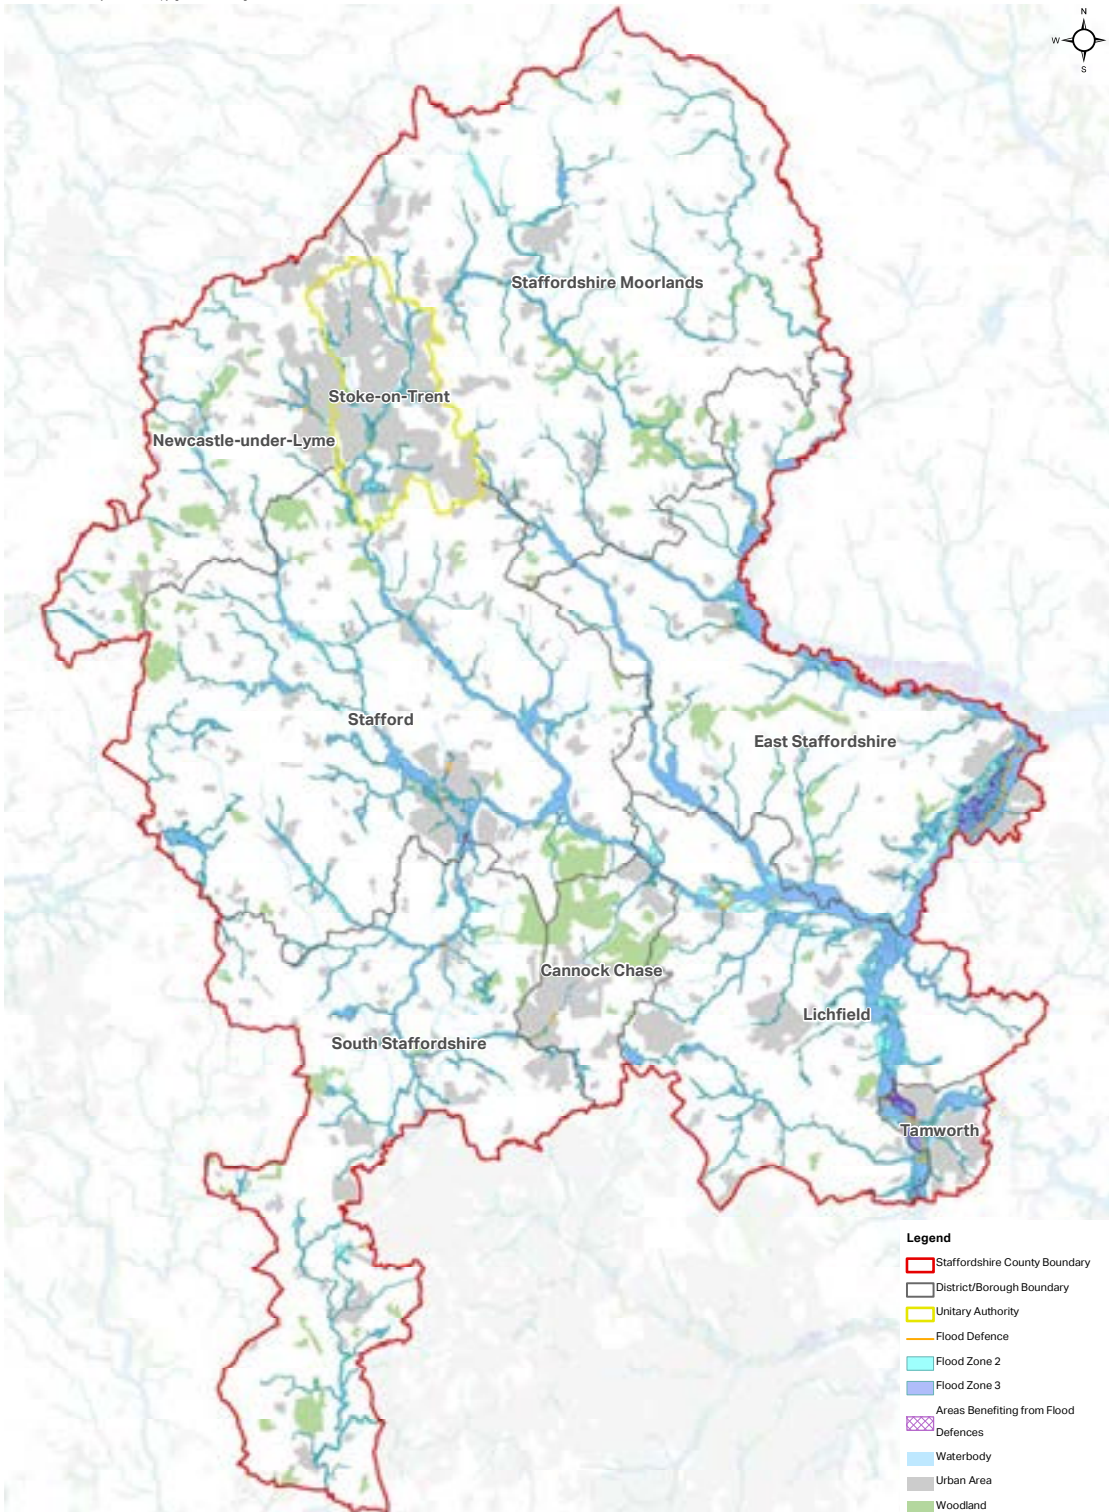 N
W
S
Staffordshire Moorlands
Stoke-on-Trent
Newcastle-under-Lyme
Stafford
East Staffordshire
Cannock Chase
Lichfield
South Staffordshire
Tamworth
Legend
Staffordshire County Boundary
District/Borough Boundary
Unitary Authority
Flood Defence
Flood Zone 2
Flood Zone 3
Areas Benefiting from Flood
Defences
Waterbody
Urban Area
Woodland